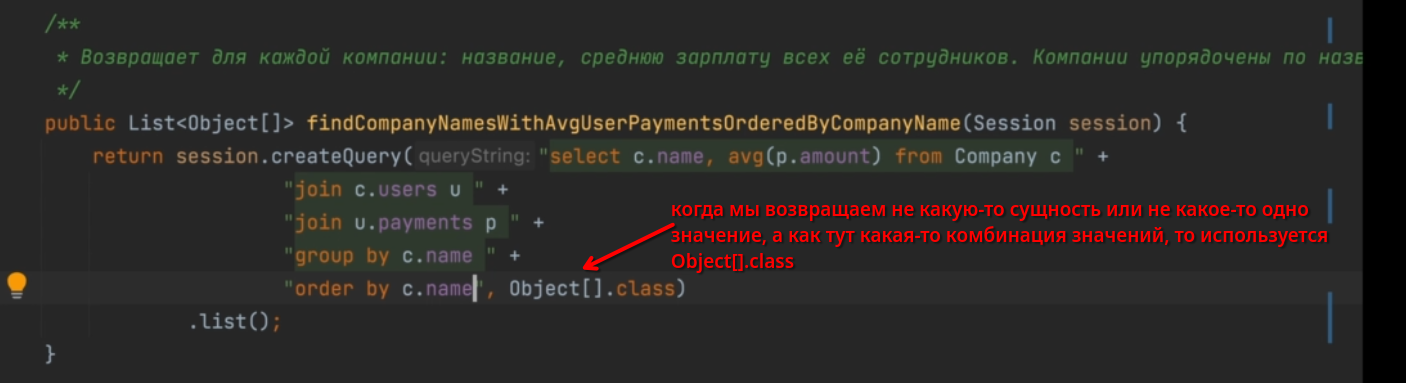 /**
* Возвращает для каждой компании: название, среднюю зарплату всех её сотрудников. Компании упорядочены по назв
*/
public List<Object[]> findCompanyNamesWithAvgUserPaymentsOrderedByCompanyName(Session session) {
return session.createQuery( queryString: "select c.name, avg(p.amount) from Company c " +
"join c.users u " +
"join u.payments p " +
"group by c.name " +
"order by c.name", Object[].class)
.list();
}
когда мы возвращаем не какую-то сущность или не какое-то одно
значение, а как тут какая-то комбинация значений, то используется
Object[].class